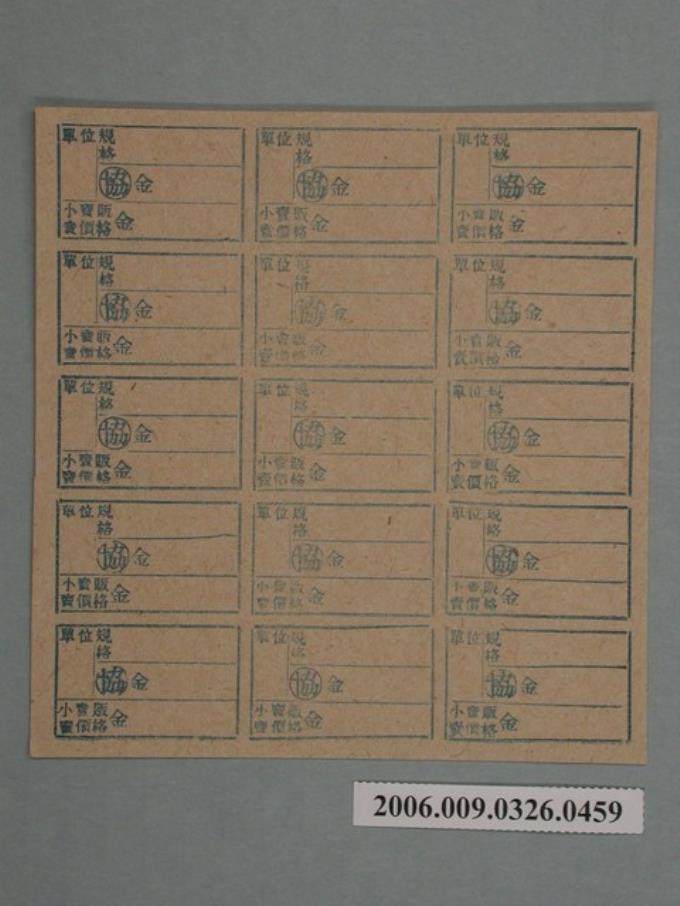 單位規 單位規 單位規
格 格 格
協金 協金 協金
小賣販 小賣販 小賣販
賣價格金 賣價格金 賣價格金
單位規 單位規 單位規
格 格 格
協金 協金 協金
小賣販 小賣販 小賣販
賣價格金 賣價格金 賣價格金
單位規 單位規 單位規
格 格 格
協金 協金 協金
小賣販 小賣販 小賣販
賣價格金 賣價格金 賣價格金
單位規 單位規 單位規
格 格 格
協金 協金 協金
小賣販 小賣販 小賣販
賣價格金 賣價格金 賣價格金
單位規 單位規 單位規
格 格 格
協金 協金 協金
小賣販 小賣販 小賣販
賣價格金 賣價格金 賣價格金
2006.009.0326.0459